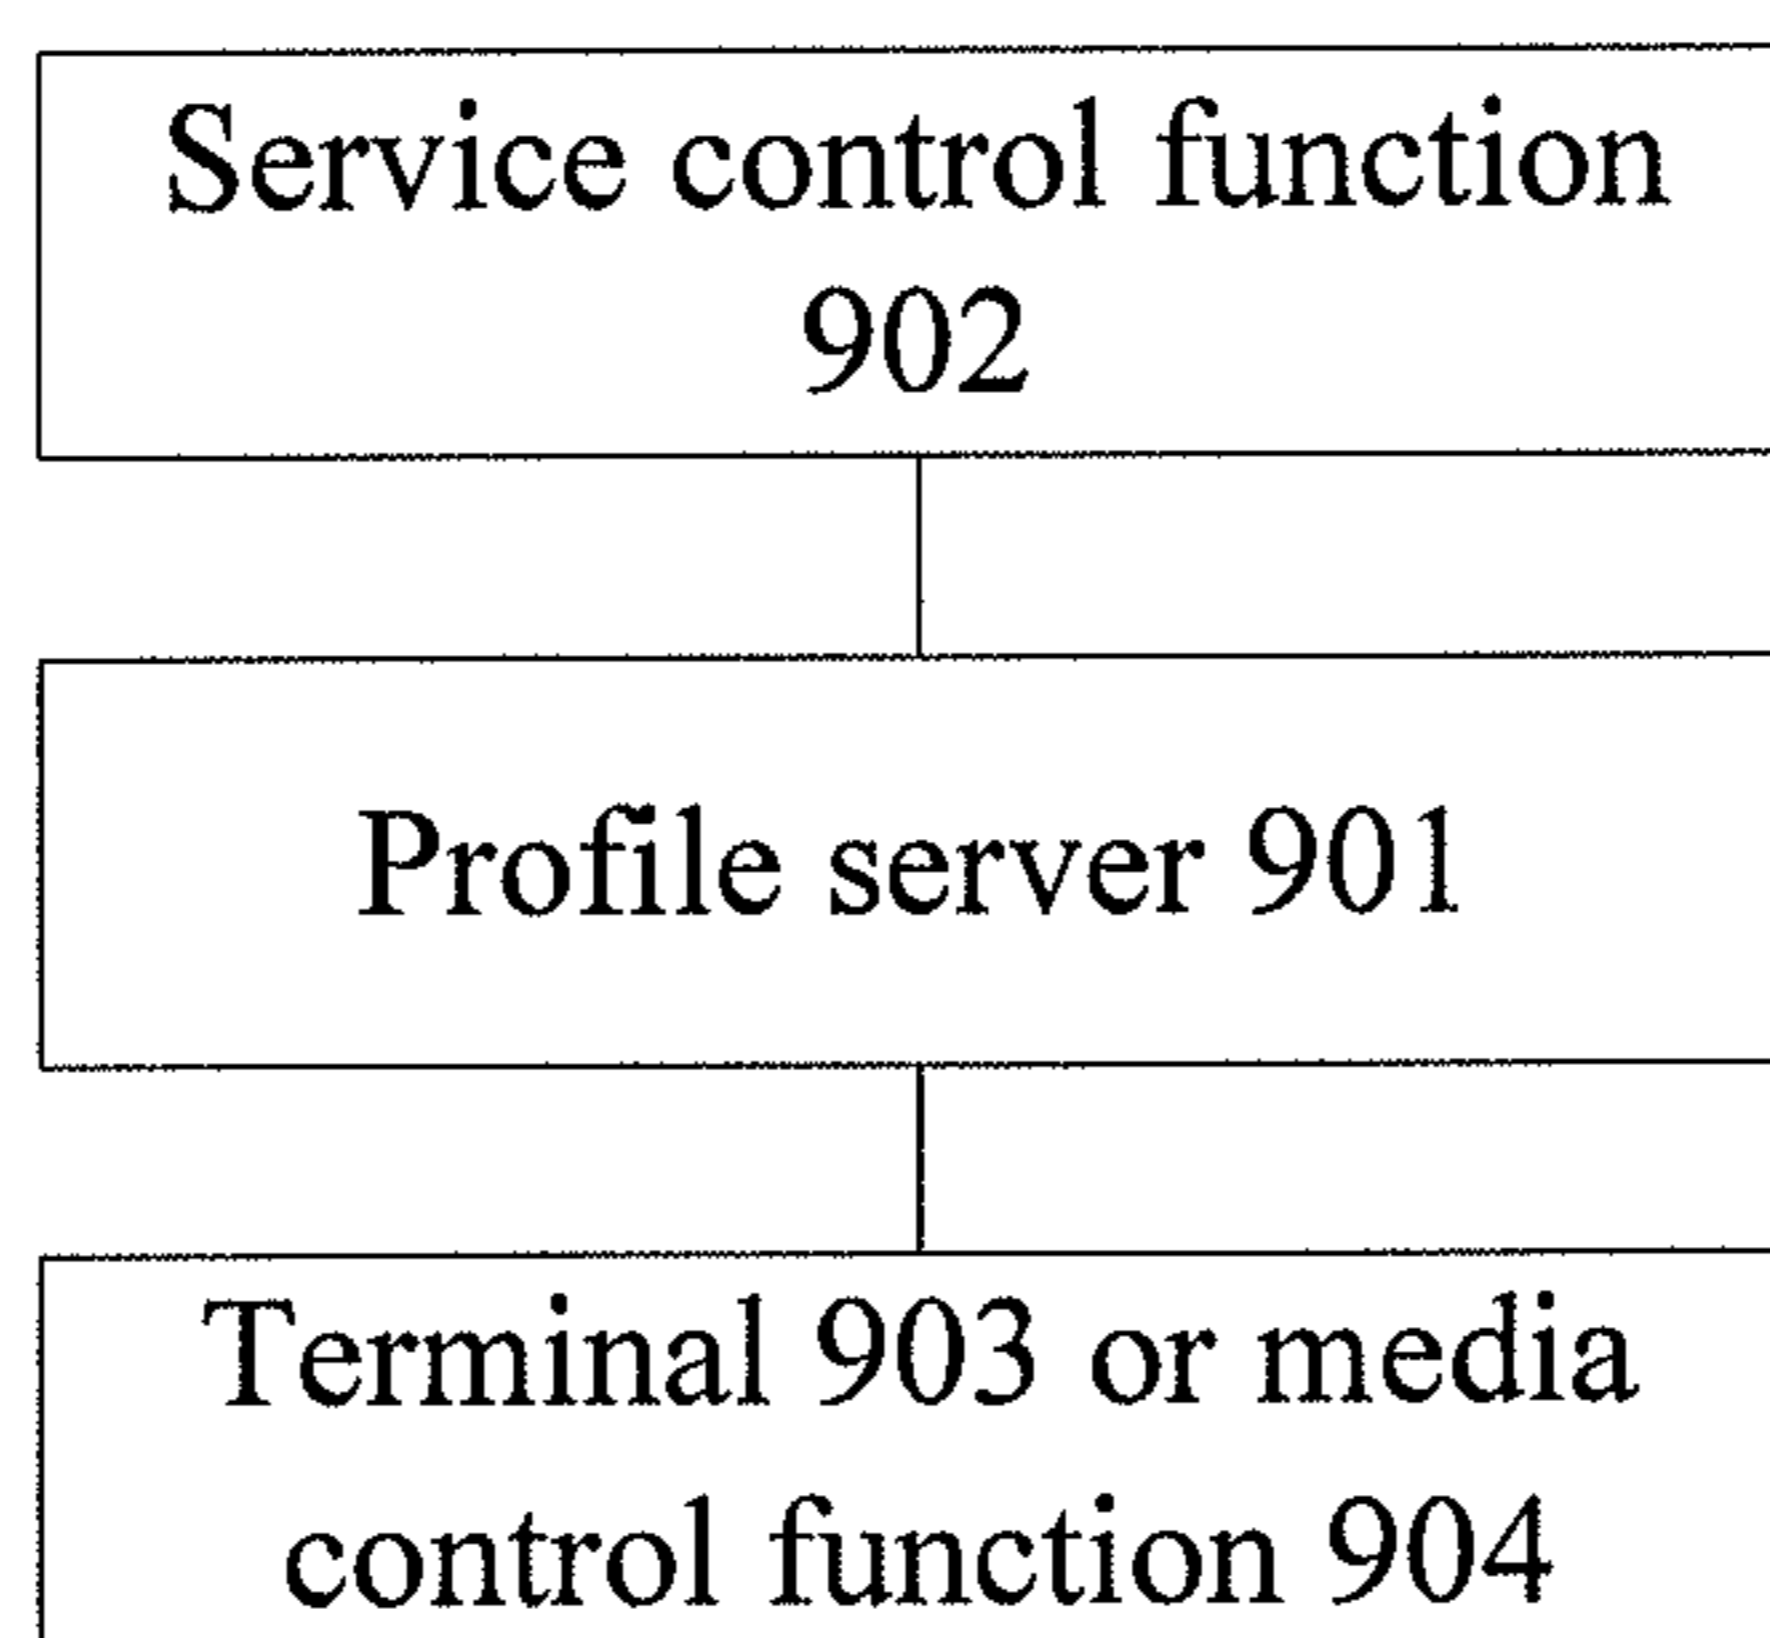 Service control function
902
Profile server 901
Terminal 903 or media
control function 904